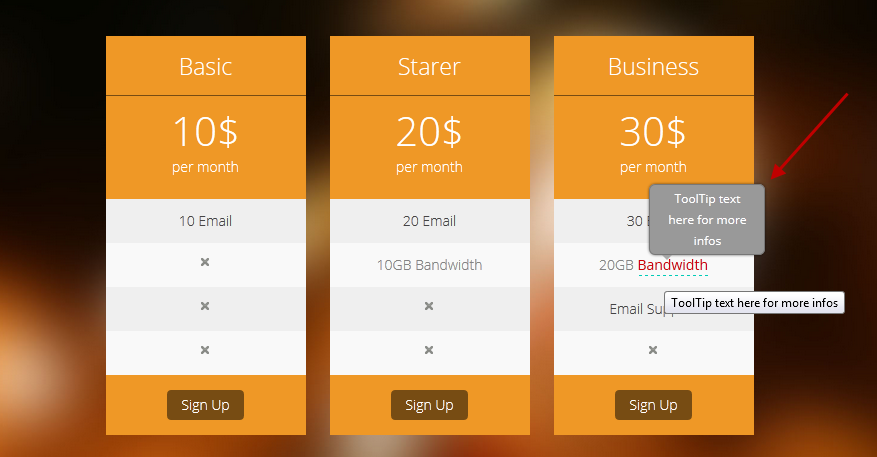 Basic
10$
per month
10 Email
Sign Up
Starer
20$
per month
20 Email
10GB Bandwidth
Sign Up
Business
30$
per month
ToolTip text
here for more
infos
30
20GB Bandwidth
ToolTip text here for more infos
Email
Sign Up